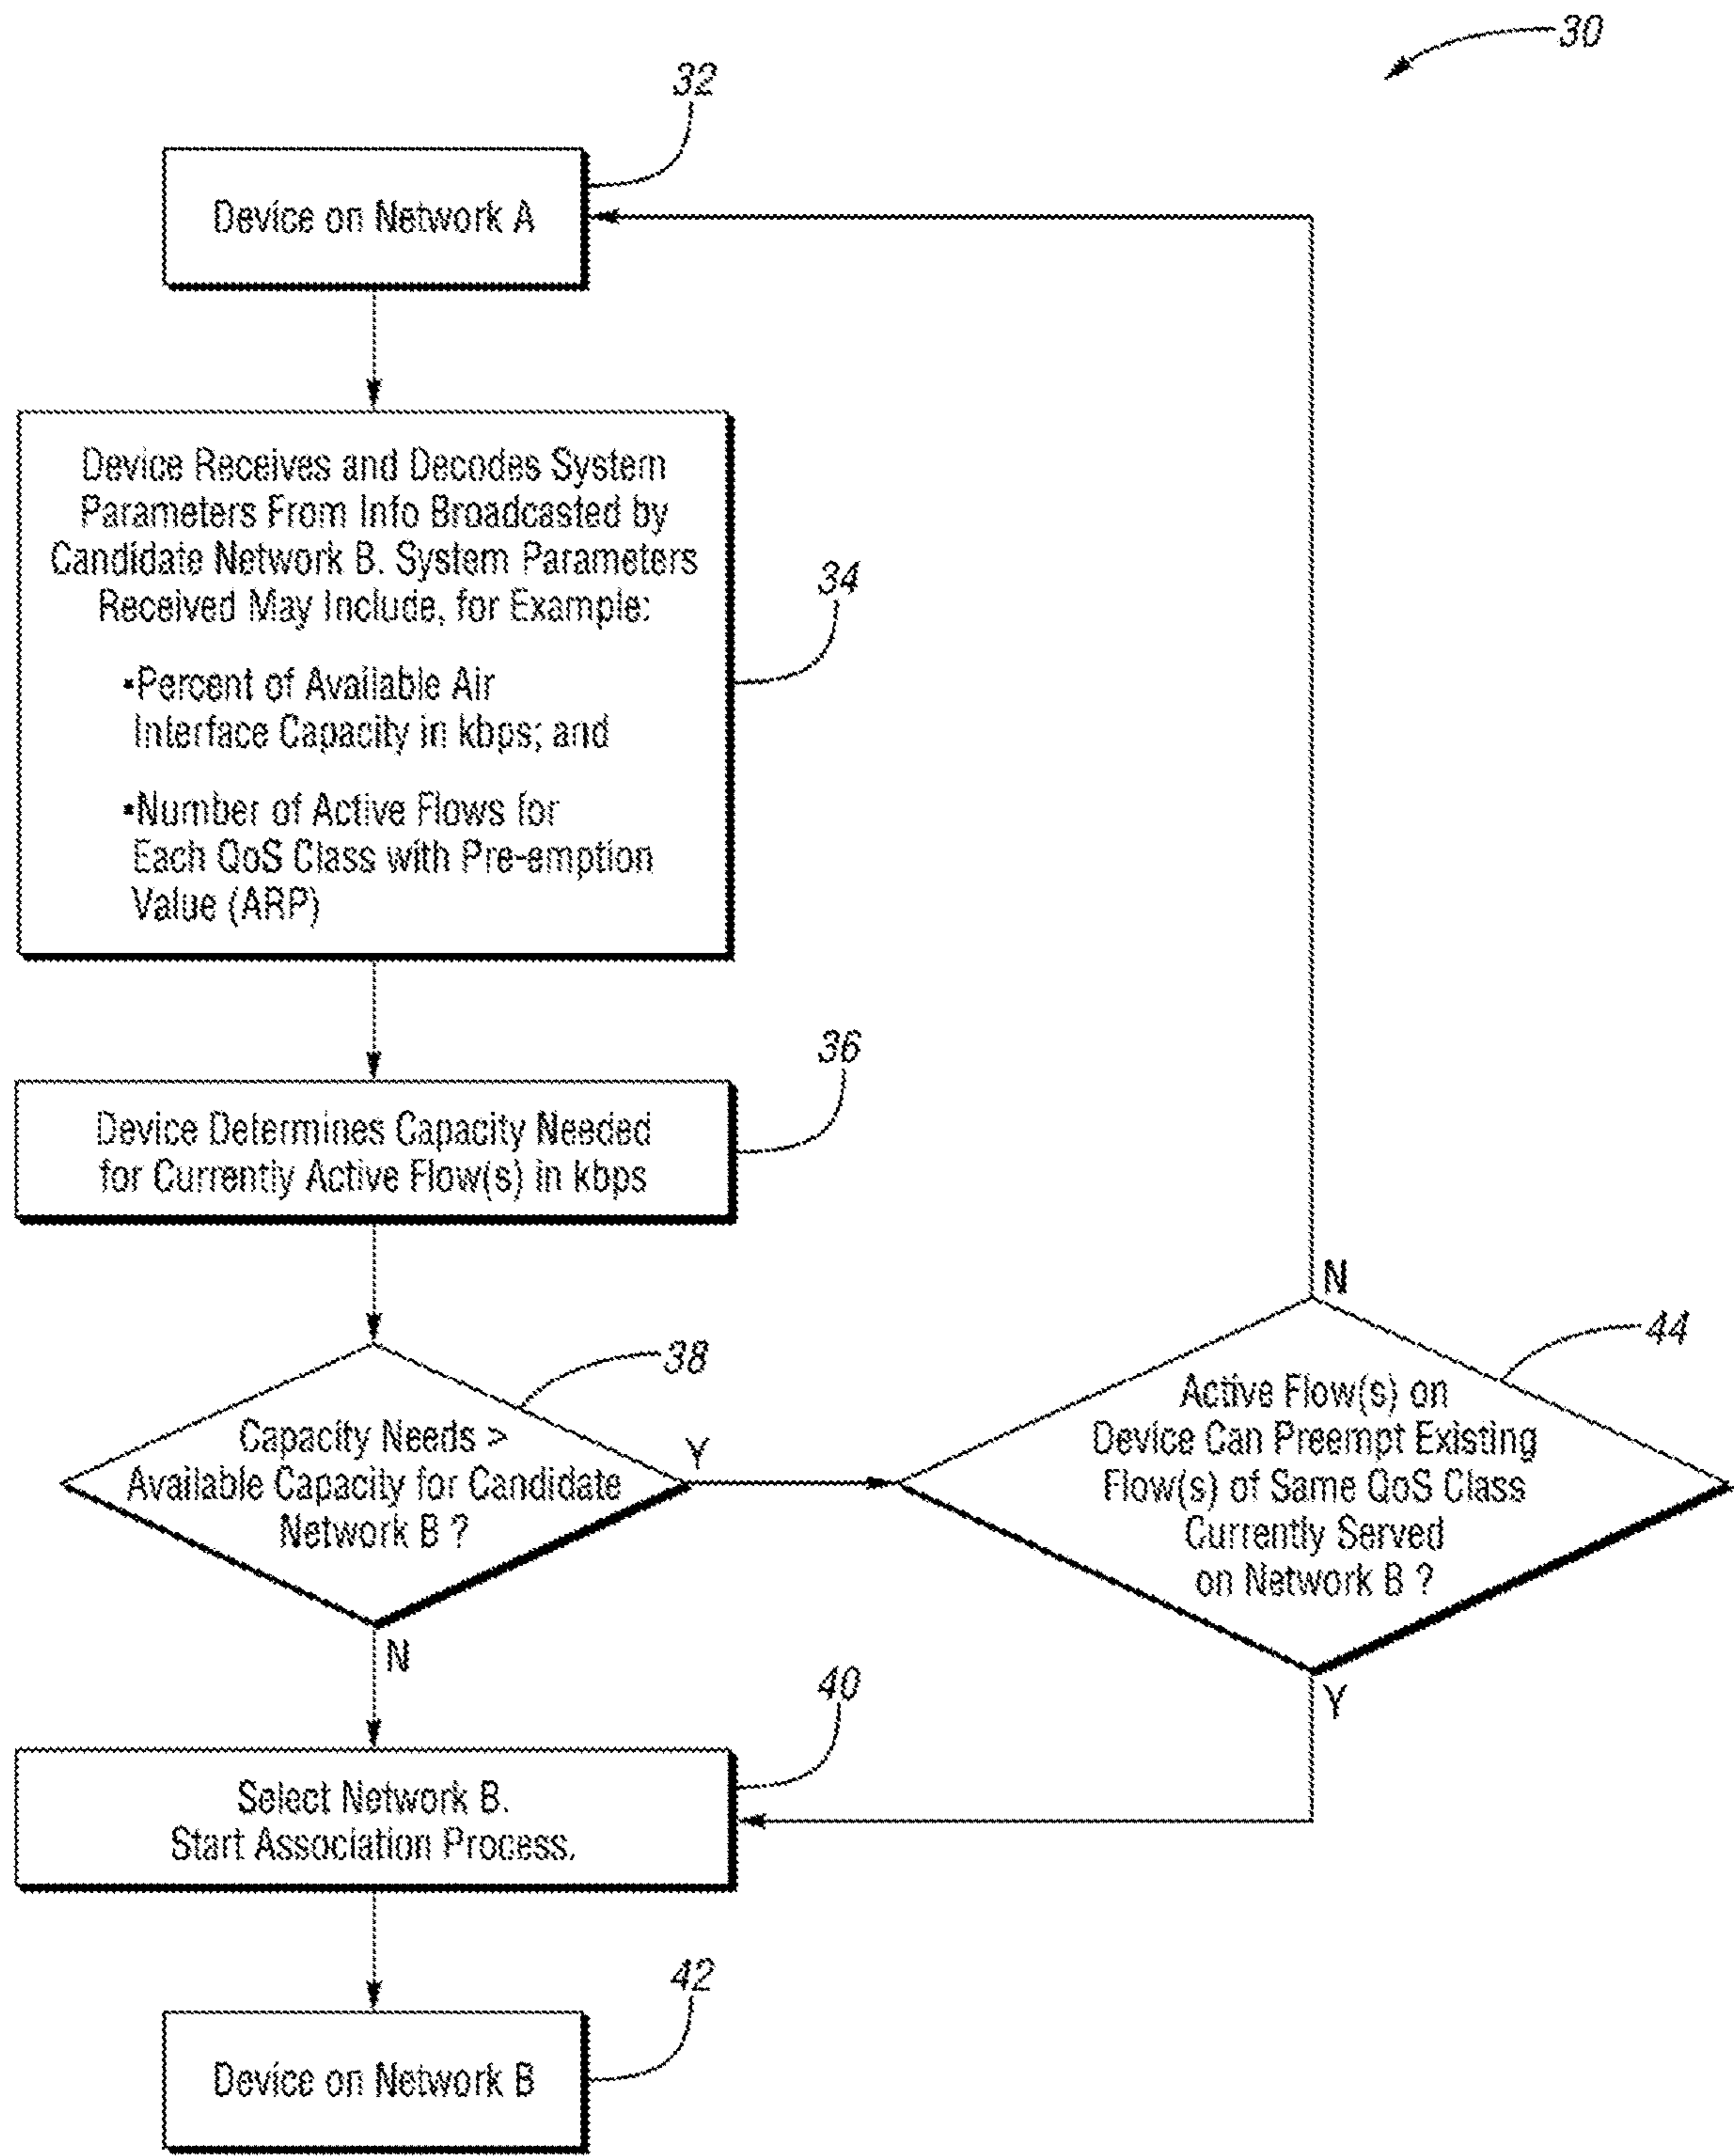 30
32
Device on Network A
Device Receives and Decodes System
Parameters From Info Broadcasted by
Candidate Network B. System Parameters
Received May Include, for Example:
•Percent of Available Air
Interface Capacity in kbps; and
•Number of Active Flows for
Each QoS Class with Pre-emption
Value (ARP)
34
36
Device Determines Capacity Needed
for Currently Active Flow(s) in kbps
38
Capacity Needs >
Available Capacity for Candidate
Network B ?
Y
N
N
44
Active Flow(s) on
Device Can Preempt Existing
Flow(s) of Same QoS Class
Currently Served
on Network B ?
Y
40
Select Network B.
Start Association Process.
42
Device on Network B